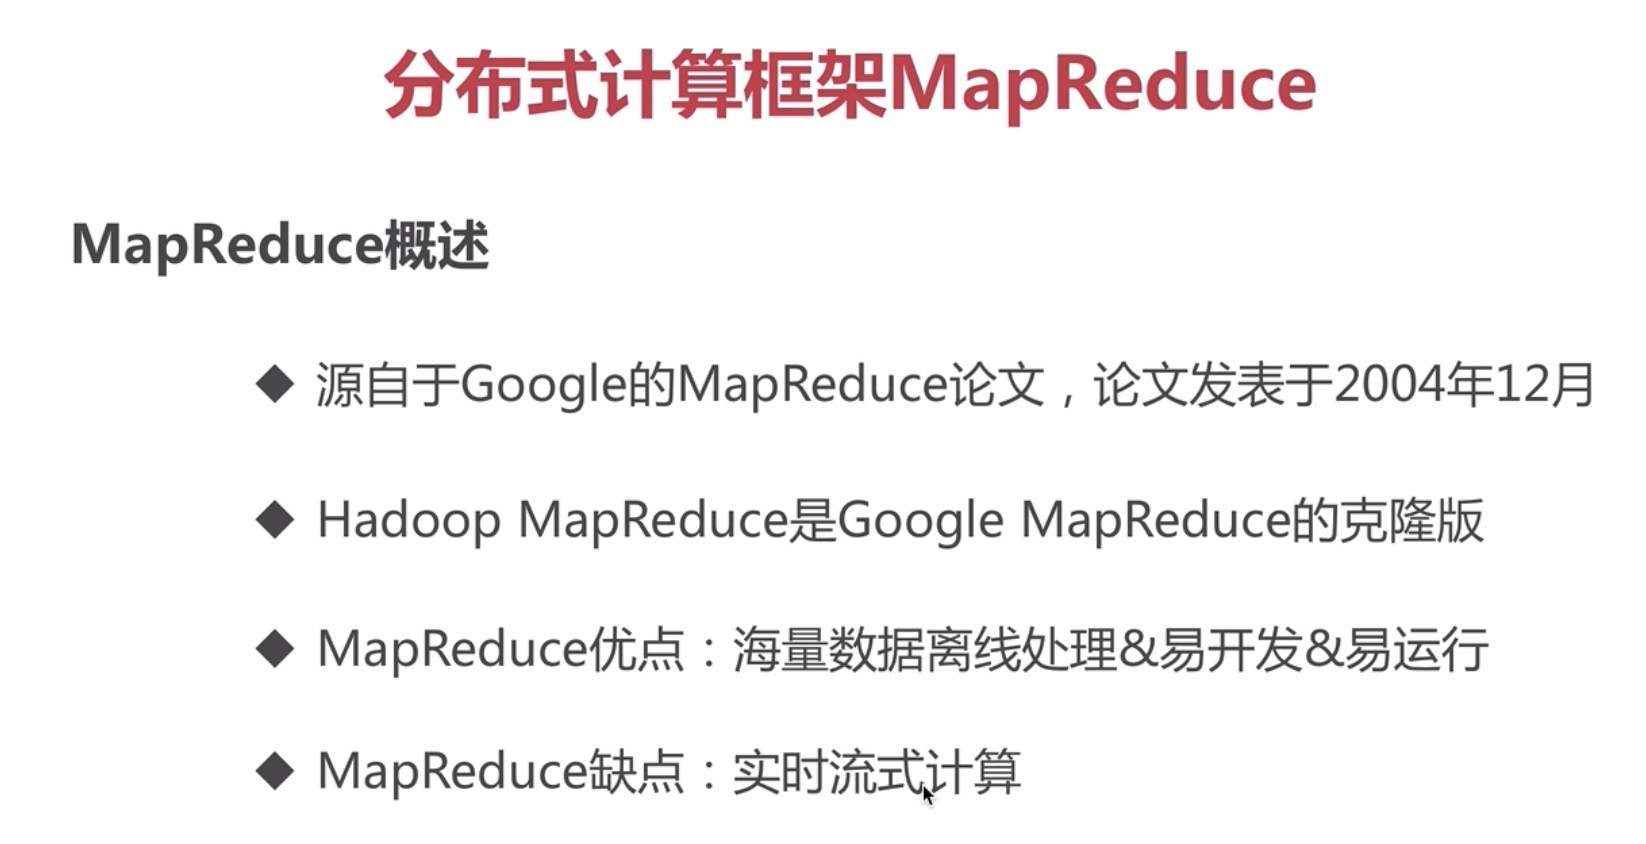 分布式计算框架MapReduce
MapReduce概述
◆ 源自于Google的MapReduce论文，论文发表于2004年12月
◆ Hadoop MapReduce是Google MapReduce的克隆版
◆ MapReduce优点：海量数据离线处理&易开发&易运行
◆ MapReduce缺点：实时流式计算